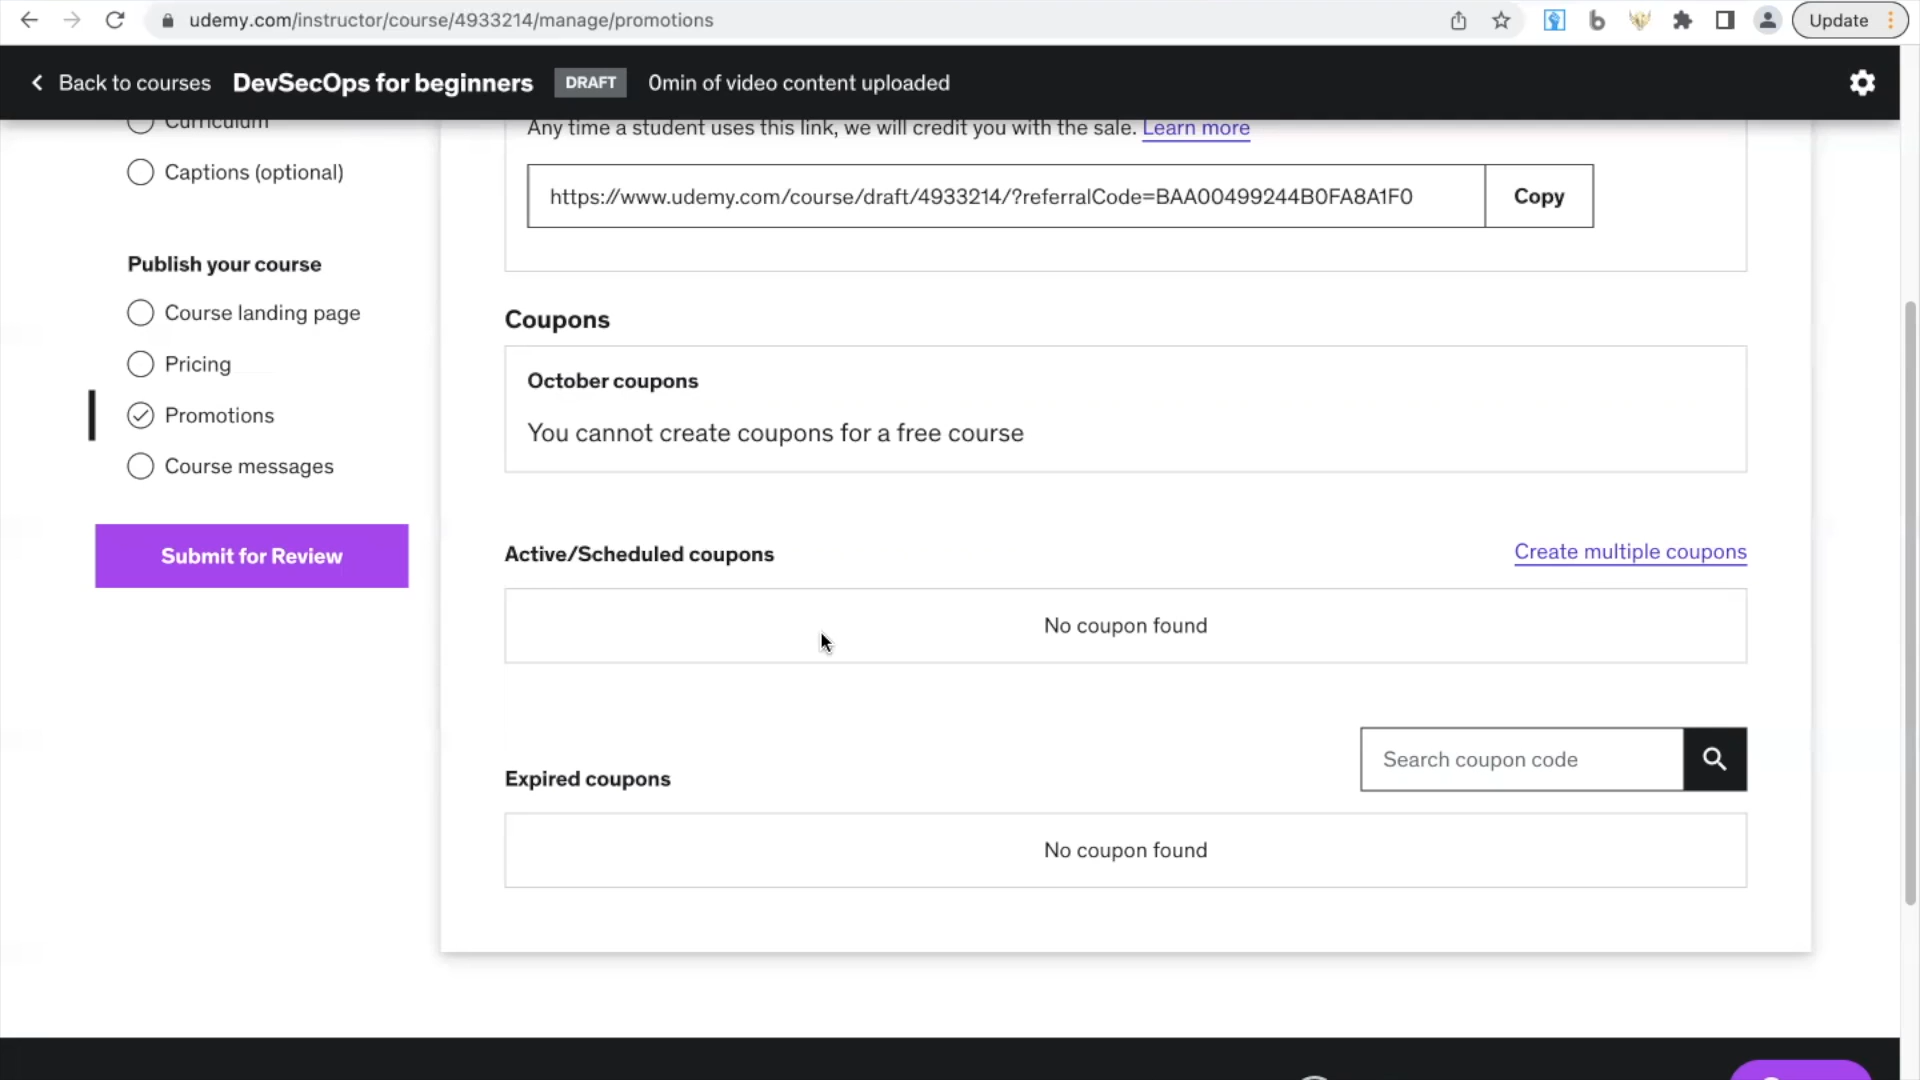 udemy.com/instructor/course/4933214/manage/promotions
Update
Back to courses
DevSecOps for beginners
DRAFT
0min of video content uploaded
Curriculum
Captions (optional)
Publish your course
Course landing page
Pricing
Promotions
Course messages
Submit for Review
Any time a student uses this link, we will credit you with the sale. Learn more
https://www.udemy.com/course/draft/4933214/?referralCode=BAA00499244B0FA8A1F0
Copy
Coupons
October coupons
You cannot create coupons for a free course
Active/Scheduled coupons
Create multiple coupons
No coupon found
Search coupon code
Expired coupons
No coupon found